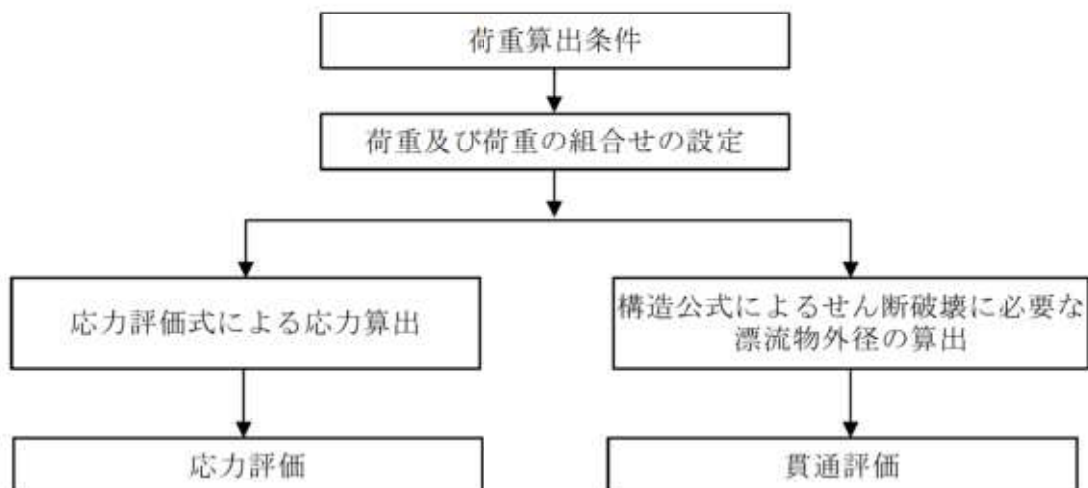 荷重算出条件
荷重及び荷重の組合せの設定
応力評価式による応力算出
構造公式によるせん断破壊に必要な
漂流物外径の算出
応力評価
貫通評価